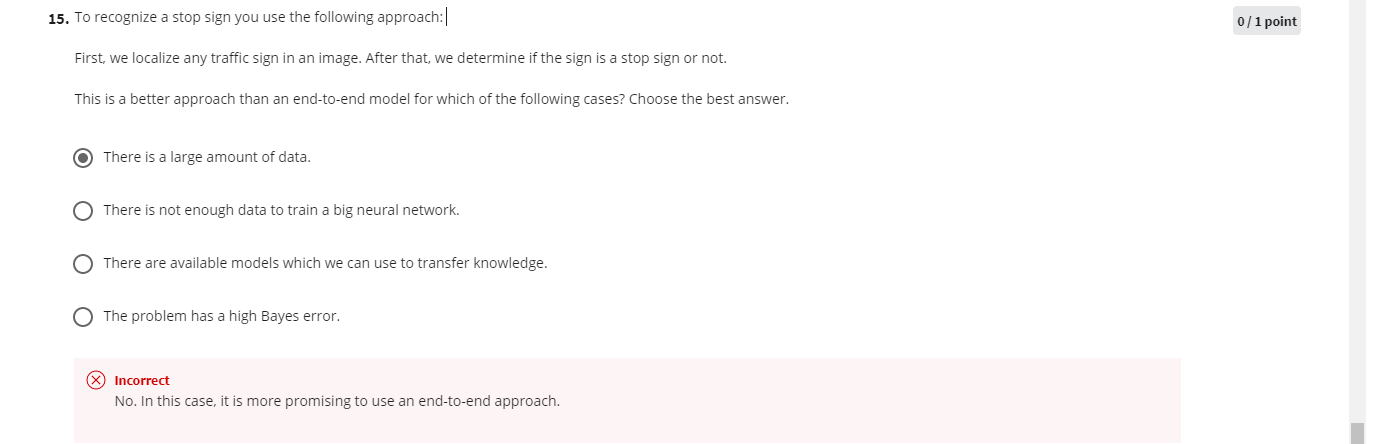 15. To recognize a stop sign you use the following approach:
0 / 1 point
First, we localize any traffic sign in an image. After that, we determine if the sign is a stop sign or not.
This is a better approach than an end-to-end model for which of the following cases? Choose the best answer.
There is a large amount of data.
There is not enough data to train a big neural network.
There are available models which we can use to transfer knowledge.
The problem has a high Bayes error.
Incorrect
No. In this case, it is more promising to use an end-to-end approach.